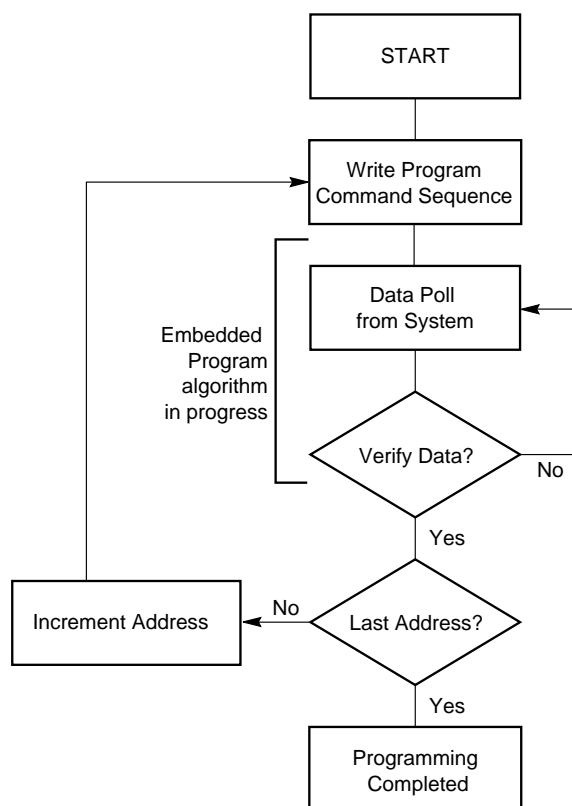 START
Write Program
Command Sequence
Data Poll
from System
Embedded
Program
algorithm
in progress
Verify Data?
No
Yes
No
Increment Address
Last Address?
Yes
Programming
Completed